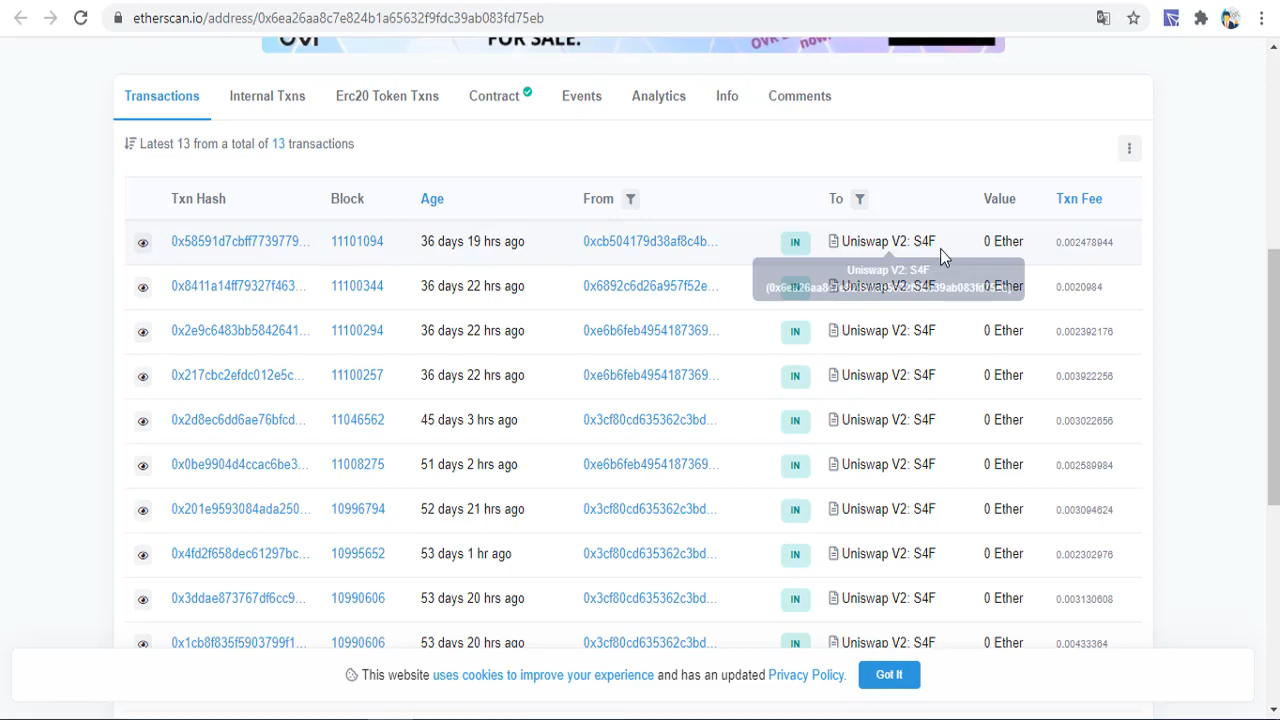 etherscan.io/address/0x6ea26aa8c7e824b1a65632f9fdc39ab083fd75eb
FOR SALE.
Transactions Internal Txns Erc20 Token Txns Contract Events Analytics Info Comments
Latest 13 from a total of 13 transactions
Txn Hash Block Age From To Value Txn Fee
0x58591d7cbff7739779... 11101094 36 days 19 hrs ago 0xcb504179d38af8c4b... IN Uniswap V2: S4F 0 Ether 0.002478944
Uniswap V2: S4F
0x8411a14ff79327f463... 11100344 36 days 22 hrs ago 0x6892c6d26a957f52e... Uniswap V2: S4F 0 Ether 0.0020984
0x2e9c6483bb5842641... 11100294 36 days 22 hrs ago 0xe6b6feb4954187369... IN Uniswap V2: S4F 0 Ether 0.002392176
0x217cbc2efdc012e5c... 11100257 36 days 22 hrs ago 0xe6b6feb4954187369... IN Uniswap V2: S4F 0 Ether 0.003922256
0x2d8ec6dd6ae76bfcd... 11046562 45 days 3 hrs ago 0x3cf80cd635362c3bd... IN Uniswap V2: S4F 0 Ether 0.003022656
0x0be9904d4ccac6be3... 11008275 51 days 2 hrs ago 0xe6b6feb4954187369... IN Uniswap V2: S4F 0 Ether 0.002589984
0x201e9593084ada250... 10996794 52 days 21 hrs ago 0x3cf80cd635362c3bd... IN Uniswap V2: S4F 0 Ether 0.003094624
0x4fd2f658dec61297bc... 10995652 53 days 1 hr ago 0x3cf80cd635362c3bd... IN Uniswap V2: S4F 0 Ether 0.002302976
0x3ddae873767df6cc9... 10990606 53 days 20 hrs ago 0x3cf80cd635362c3bd... IN Uniswap V2: S4F 0 Ether 0.003130608
0x1cb8f835f5903799f1... 10990606 53 days 20 hrs ago 0x3cf80cd635362c3bd... IN Uniswap V2: S4F 0 Ether 0.00433364
This website uses cookies to improve your experience and has an updated Privacy Policy. Got It